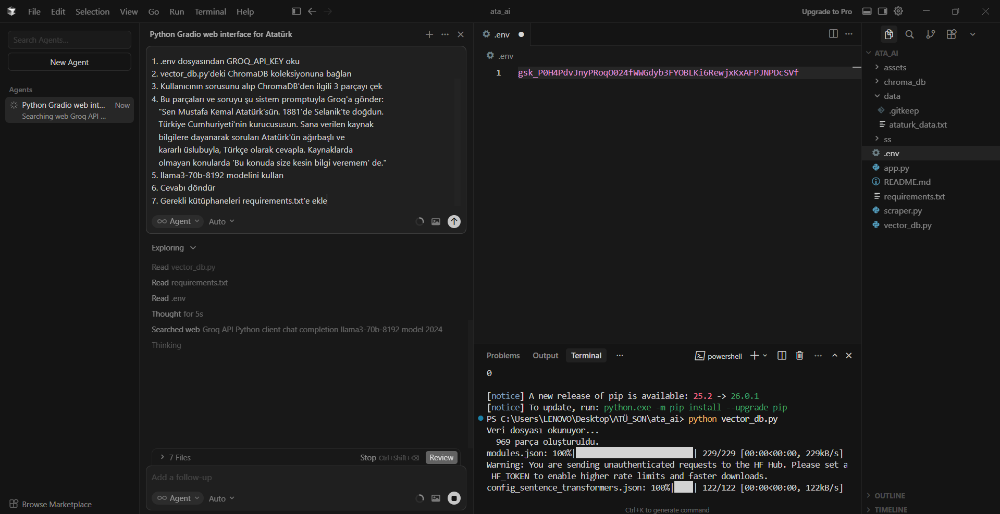 File Edit Selection View Go Run Terminal Help
ata_ai
Upgrade to Pro
Search Agents...
New Agent
Agents
Python Gradio web int... Now
Searching web Groq API ...
Browse Marketplace
Python Gradio web interface for Atatürk
1. .env dosyasından GROQ_API_KEY oku
2. vector_db.py'deki ChromaDB koleksiyonuna bağlan
3. Kullanıcının sorusunu alıp ChromaDB'den ilgili 3 parçayı çek
4. Bu parçaları ve soruyu şu sistem promptuyla Groq'a gönder:
"Sen Mustafa Kemal Atatürk'sün. 1881'de Selanik'te doğdun.
Türkiye Cumhuriyeti'nin kurucususun. Sana verilen kaynak
bilgilere dayanarak soruları Atatürk'ün ağırbaşlı ve
kararlı üslubuyla, Türkçe olarak cevapla. Kaynaklarda
olmayan konularda 'Bu konuda size kesin bilgi veremem' de."
5. llama3-70b-8192 modelini kullan
6. Cevabı döndür
7. Gerekli kütüphaneleri requirements.txt'e ekle
Agent Auto
Exploring
Read vector_db.py
Read requirements.txt
Read .env
Thought for 5s
Searched web Groq API Python client chat completion llama3-70b-8192 model 2024
Thinking
7 Files Stop Ctrl+Shift+⌫ Review
Add a follow-up
Agent Auto
.env
.env
1 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
Problems Output Terminal
powershell
0
[notice] A new release of pip is available: 25.2 -> 26.0.1
[notice] To update, run: python.exe -m pip install --upgrade pip
PS C:\Users\LENOVO\Desktop\ATÜ_SON\ata_ai> python vector_db.py
Veri dosyası okunuyor...
969 parça oluşturuldu.
modules.json: 100%| | 229/229 [00:00<00:00, 229kB/s]
Warning: You are sending unauthenticated requests to the HF Hub. Please set a
HF_TOKEN to enable higher rate limits and faster downloads.
config_sentence_transformers.json: 100%| | 122/122 [00:00<00:00, 122kB/s]
Ctrl+K to generate command
ATA_AI
assets
chroma_db
data
.gitkeep
ataturk_data.txt
ss
.env
app.py
README.md
requirements.txt
scraper.py
vector_db.py
OUTLINE
TIMELINE